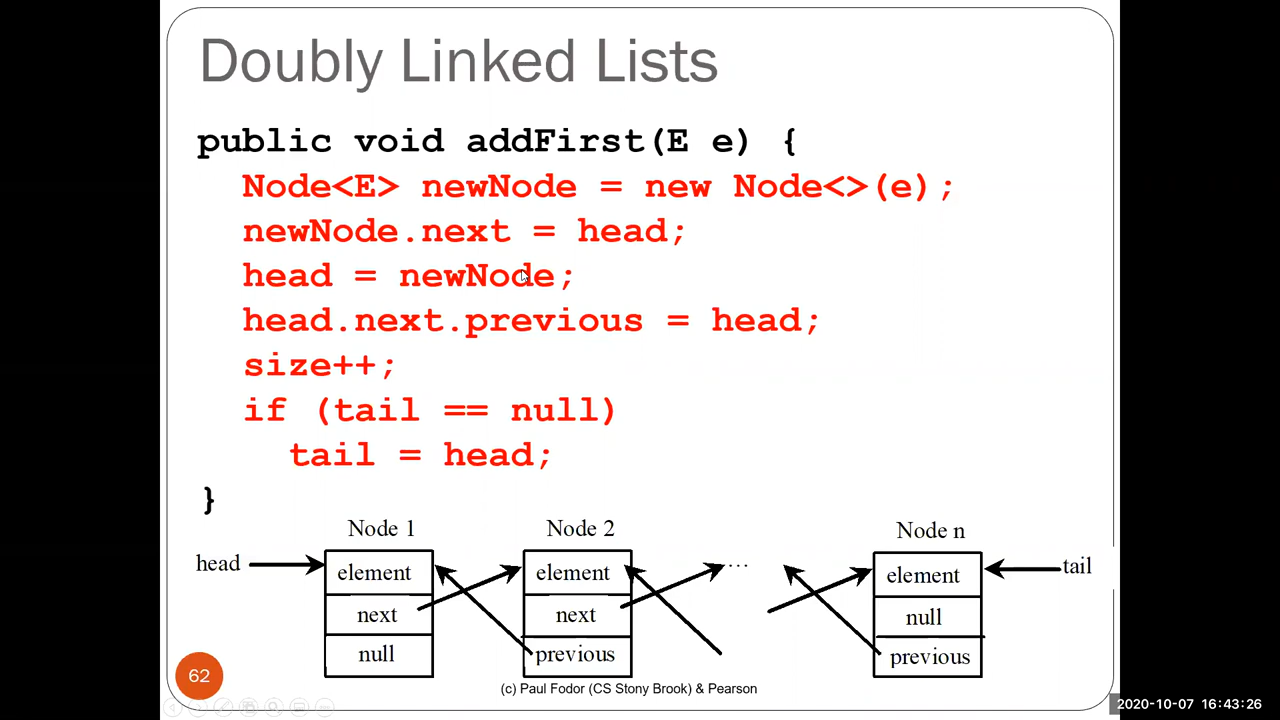 Doubly Linked Lists
public void addFirst(E e) {
Node<E> newNode = new Node<>(e);
newNode.next = head;
head = newNode;
head.next.previous = head;
size++;
if (tail == null)
tail = head;
}
Node 1 Node 2 Node n
head element element ..... element tail
next next null
null previous previous
62
(c) Paul Fodor (CS Stony Brook) & Pearson
2020-10-07 16:43:26